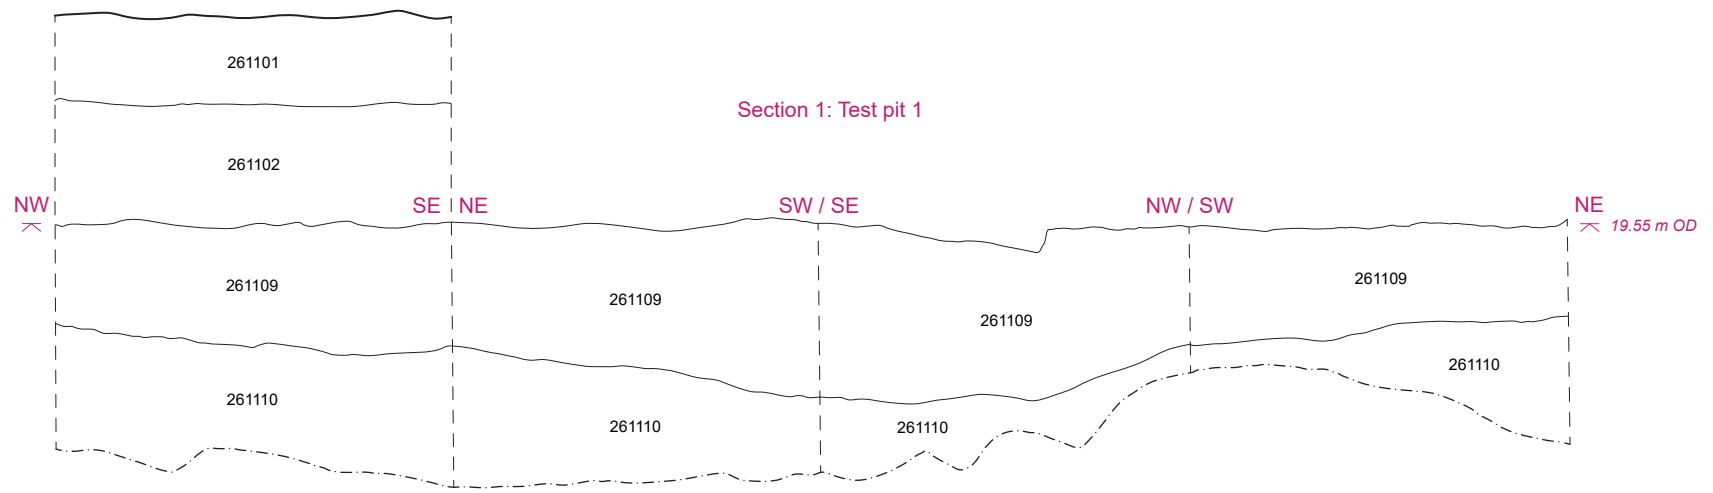 261101
Section 1: Test pit 1
261102
NW
SE NE
SW / SE
NW / SW
NE
19.55 m OD
261109
261109
261109
261109
261110
261110
261110
261110